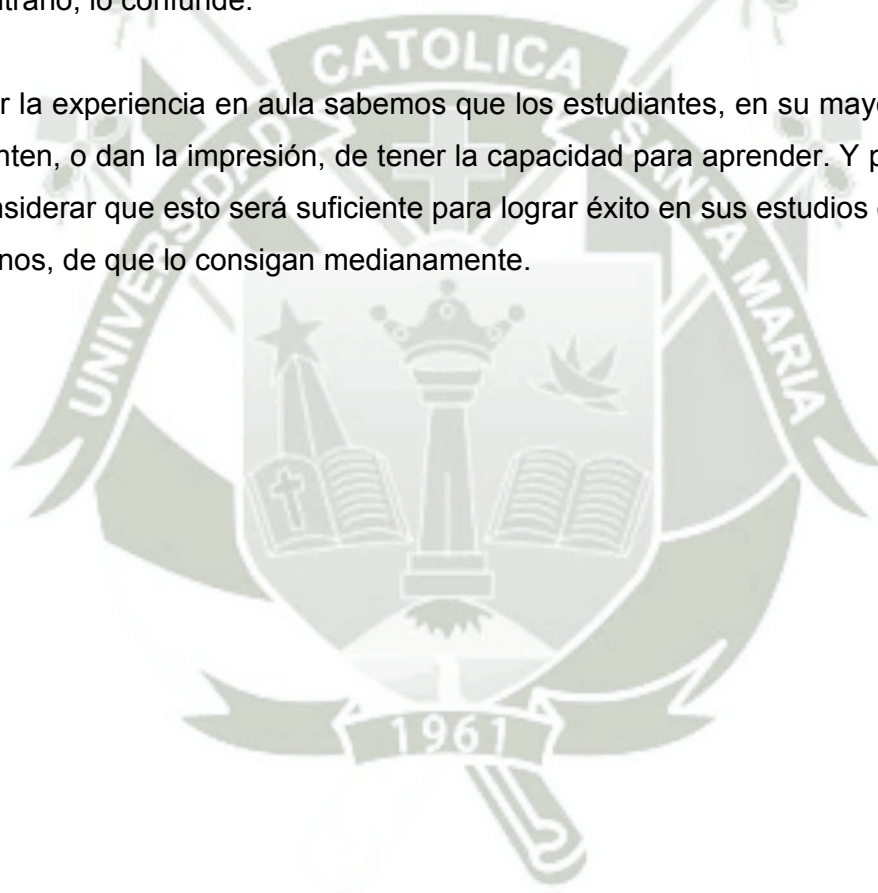 ntrario, lo confunde.
CATOLICA
r la experiencia en aula sabemos que los estudiantes, en su may
nten, o dan la impresión, de tener la capacidad para aprender. Y p
nsiderar que esto será suficiente para lograr éxito en sus estudios
nos, de que lo consigan medianamente.
UNIVERSIDAD
SANTA MARIA
1961